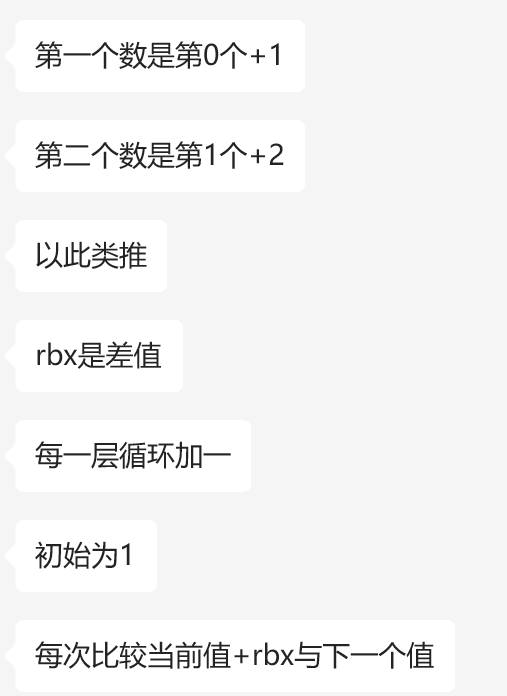 第一个数是第0个+1
第二个数是第1个+2
以此类推
rbx是差值
每一层循环加一
初始为1
每次比较当前值+rbx与下一个值